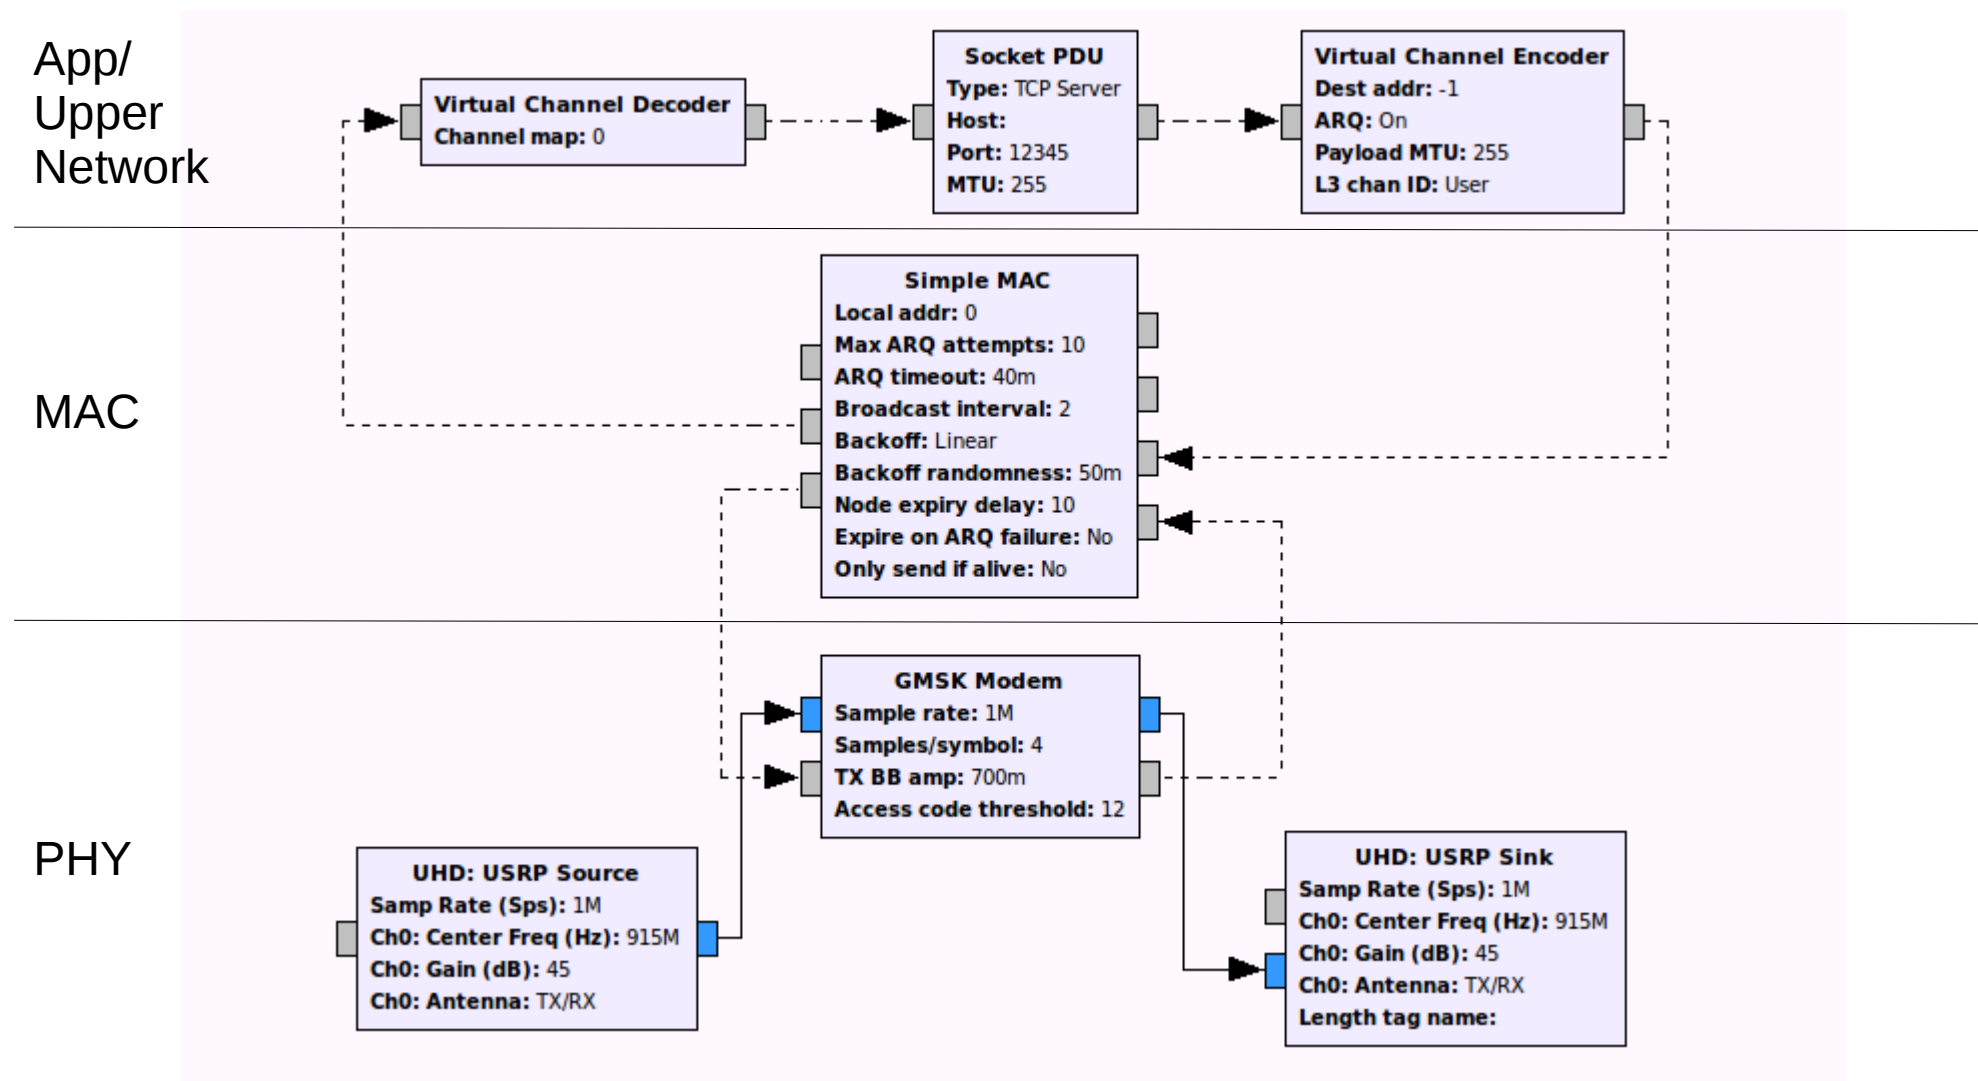 App/
Upper
Network
Virtual Channel Decoder
Channel map: 0
Socket PDU
Type: TCP Server
Host:
Port: 12345
MTU: 255
Virtual Channel Encoder
Dest addr: -1
ARQ: On
Payload MTU: 255
L3 chan ID: User
MAC
Simple MAC
Local addr: 0
Max ARQ attempts: 10
ARQ timeout: 40m
Broadcast interval: 2
Backoff: Linear
Backoff randomness: 50m
Node expiry delay: 10
Expire on ARQ failure: No
Only send if alive: No
PHY
GMSK Modem
Sample rate: 1M
Samples/symbol: 4
TX BB amp: 700m
Access code threshold: 12
UHD: USRP Source
Samp Rate (Sps): 1M
Ch0: Center Freq (Hz): 915M
Ch0: Gain (dB): 45
Ch0: Antenna: TX/RX
UHD: USRP Sink
Samp Rate (Sps): 1M
Ch0: Center Freq (Hz): 915M
Ch0: Gain (dB): 45
Ch0: Antenna: TX/RX
Length tag name: